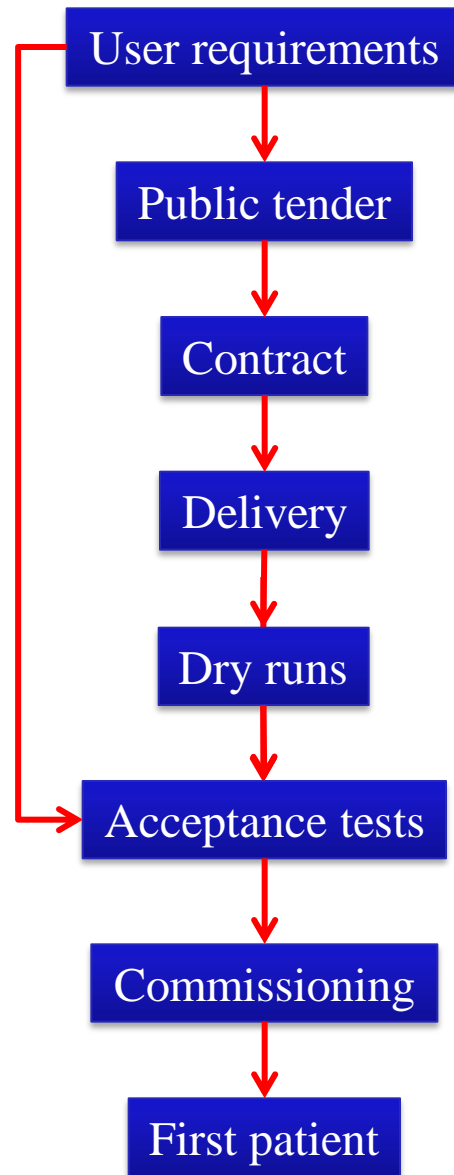 User requirements
Public tender
Contract
Delivery
Dry runs
Acceptance tests
Commissioning
First patient